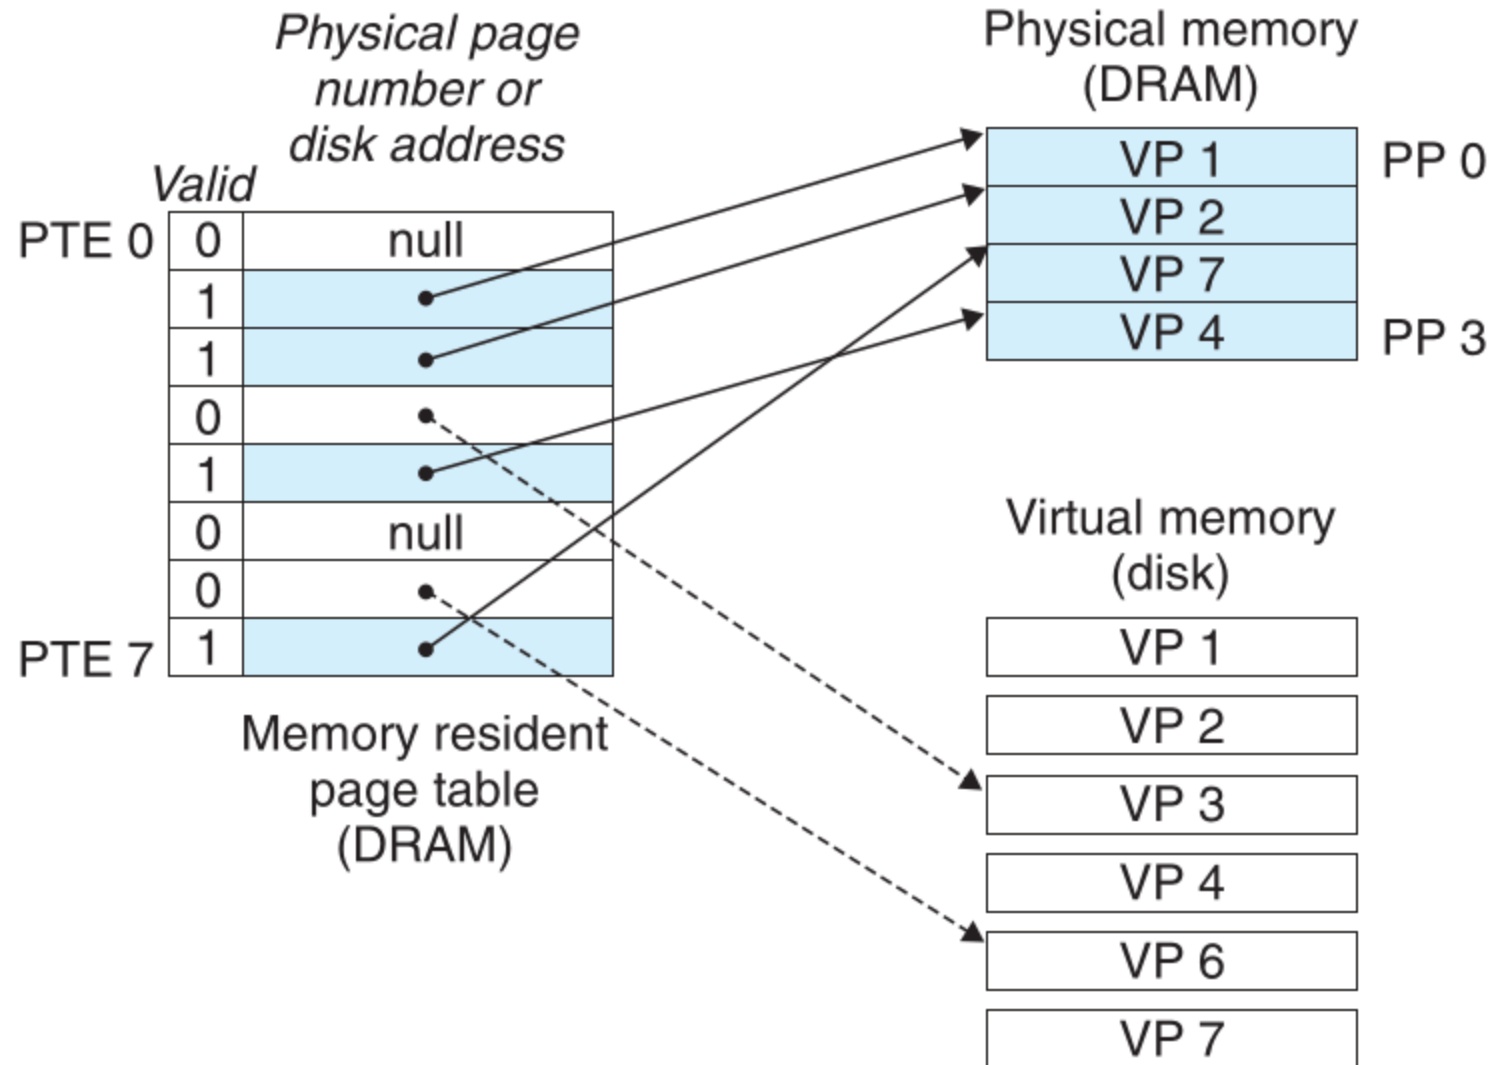 Physical page
number or
disk address
Valid
PTE 0 0 null
1
1
0
1
0 null
0
PTE 7 1
Memory resident
page table
(DRAM)
Physical memory
(DRAM)
VP 1 PP 0
VP 2
VP 7
VP 4 PP 3
Virtual memory
(disk)
VP 1
VP 2
VP 3
VP 4
VP 6
VP 7